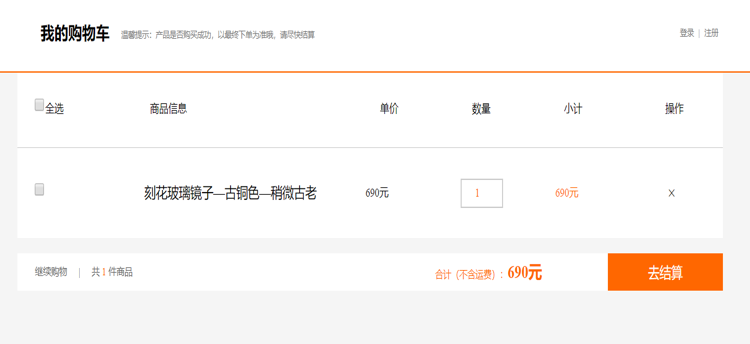 我的购物车 温馨提示：产品是否购买成功，以最终下单为准哦，请尽快结算 登录 | 注册
全选 商品信息 单价 数量 小计 操作
刻花玻璃镜子—古铜色—稍微古老 690元 1 690元 X
继续购物 | 共 1 件商品 合计（不含运费）: 690元 去结算